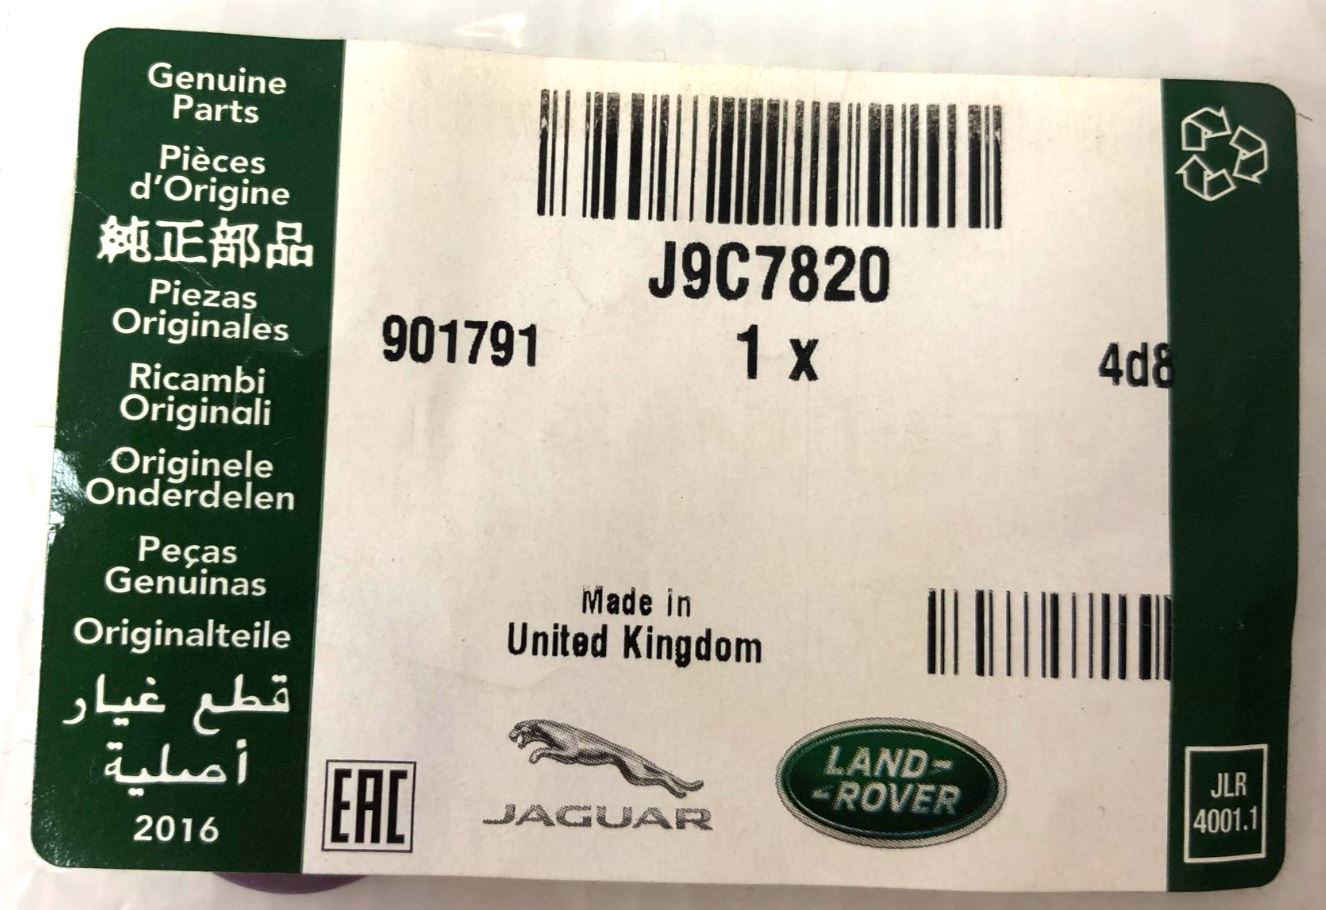 Genuine
Parts
Pièces
d'Origine
純正部品
Piezas
Originales
Ricambi
Originali
Originele
Onderdelen
Peças
Genuinas
Originalteile
قطع غيار
أصلية
2016
J9C7820
901791 1 x 4d8
Made in
United Kingdom
EAC
JAGUAR
LAND-
-ROVER
JLR
4001.1